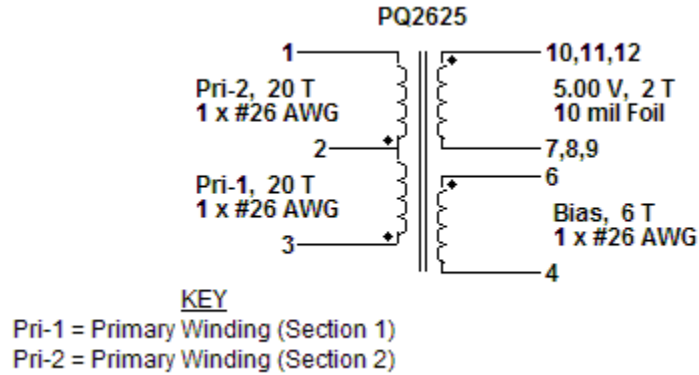 PQ2625
1
10,11,12
Pri-2, 20 T
1 x #26 AWG
5.00 V, 2 T
10 mil Foil
2
7,8,9
6
Pri-1, 20 T
1 x #26 AWG
Bias, 6 T
1 x #26 AWG
3
4
KEY
Pri-1 = Primary Winding (Section 1)
Pri-2 = Primary Winding (Section 2)